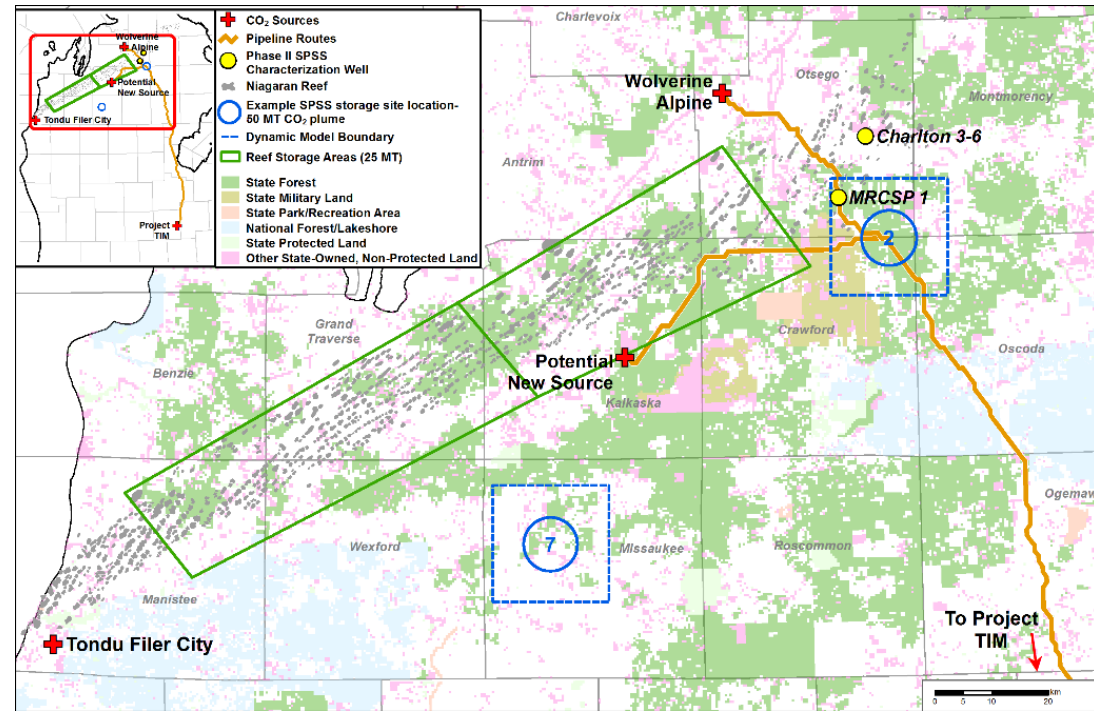 Wolverine
Alpine
Potential
New Source
Tondu Filer City
Project
TIM
CO₂ Sources
Pipeline Routes
Phase II SPSS
Characterization Well
Niagaran Reef
Example SPSS storage site location-
50 MT CO₂ plume
Dynamic Model Boundary
Reef Storage Areas (25 MT)
State Forest
State Military Land
State Park/Recreation Area
National Forest/Lakeshore
State Protected Land
Other State-Owned, Non-Protected Land
Charlevoix
Wolverine
Alpine
Otsego
Montmorency
Charlton 3-6
Antrim
MRCSP 1
2
Grand
Traverse
Crawford
Oscoda
Benzie
Potential
New Source
Kalkaska
Ogemaw
7
Wexford
Missaukee
Roscommon
Manistee
Tondu Filer City
To Project
TIM
km
0 5 10 20